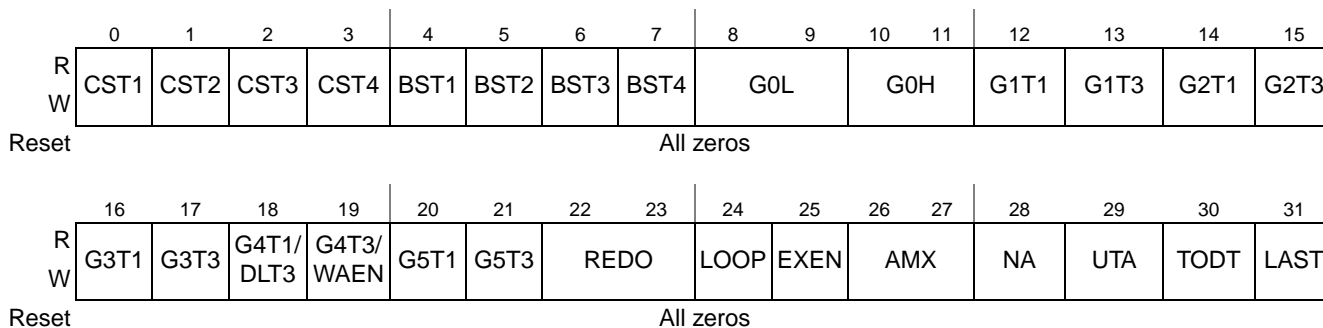 0 1 2 3 4 5 6 7 8 9 10 11 12 13 14 15
R
W
CST1 CST2 CST3 CST4 BST1 BST2 BST3 BST4 G0L G0H G1T1 G1T3 G2T1 G2T3
Reset All zeros
16 17 18 19 20 21 22 23 24 25 26 27 28 29 30 31
R
W
G3T1 G3T3 G4T1/ DLT3 G4T3/ WAEN G5T1 G5T3 REDO LOOP EXEN AMX NA UTA TODT LAST
Reset All zeros